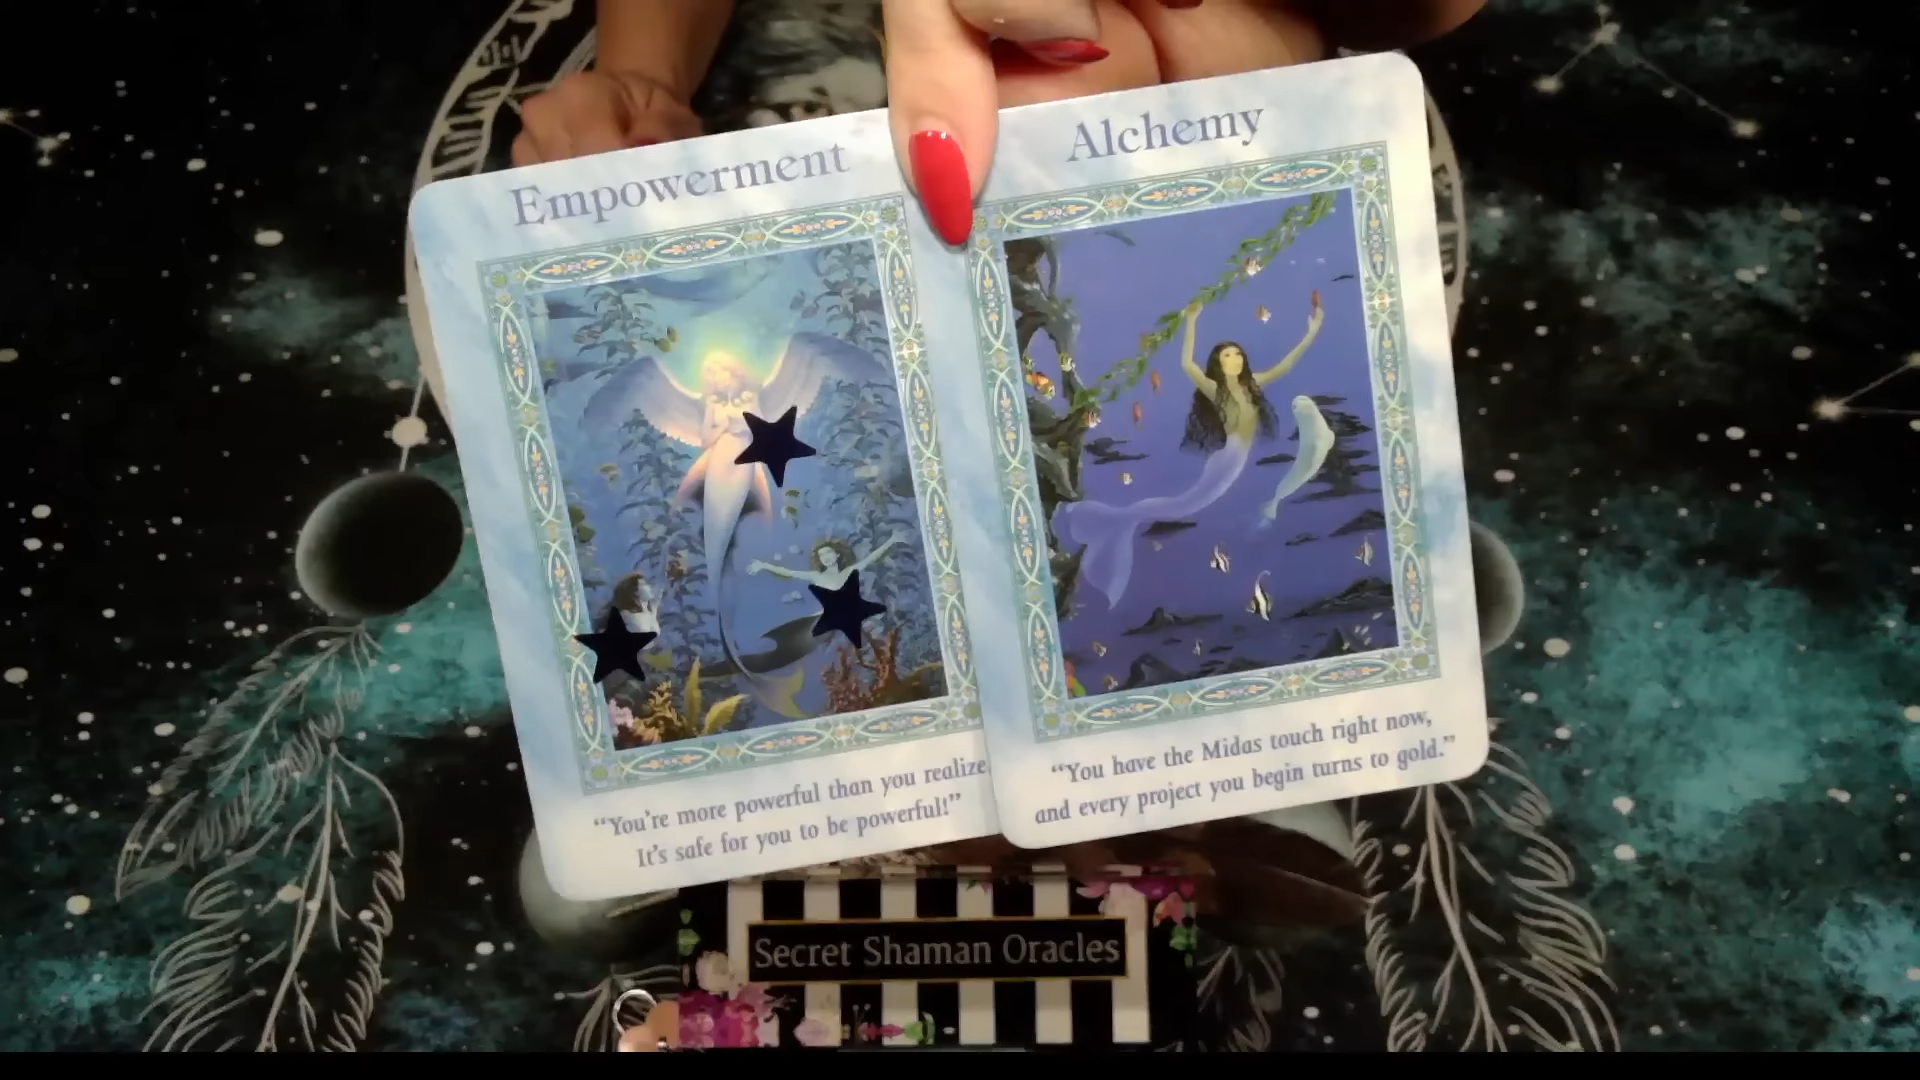 Empowerment
"You're more powerful than you realize.
It's safe for you to be powerful!"
Alchemy
"You have the Midas touch right now,
and every project you begin turns to gold."
Secret Shaman Oracles